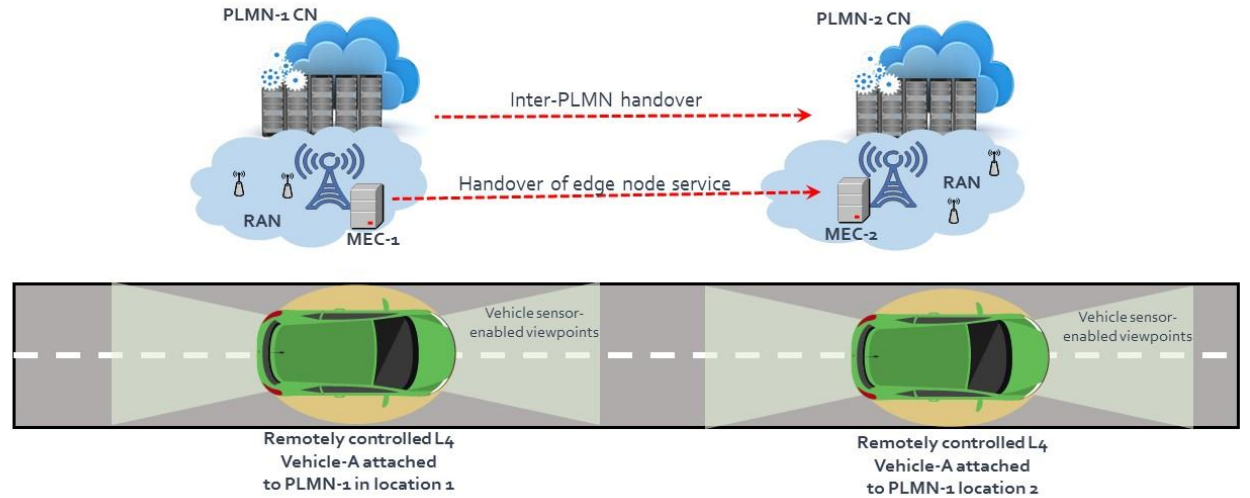 PLMN-1 CN
PLMN-2 CN
Inter-PLMN handover
Handover of edge node service
RAN
MEC-1
RAN
MEC-2
Vehicle sensor-
enabled viewpoints
Vehicle sensor-
enabled viewpoints
Remotely controlled L4
Vehicle-A attached
to PLMN-1 in location 1
Remotely controlled L4
Vehicle-A attached
to PLMN-1 location 2